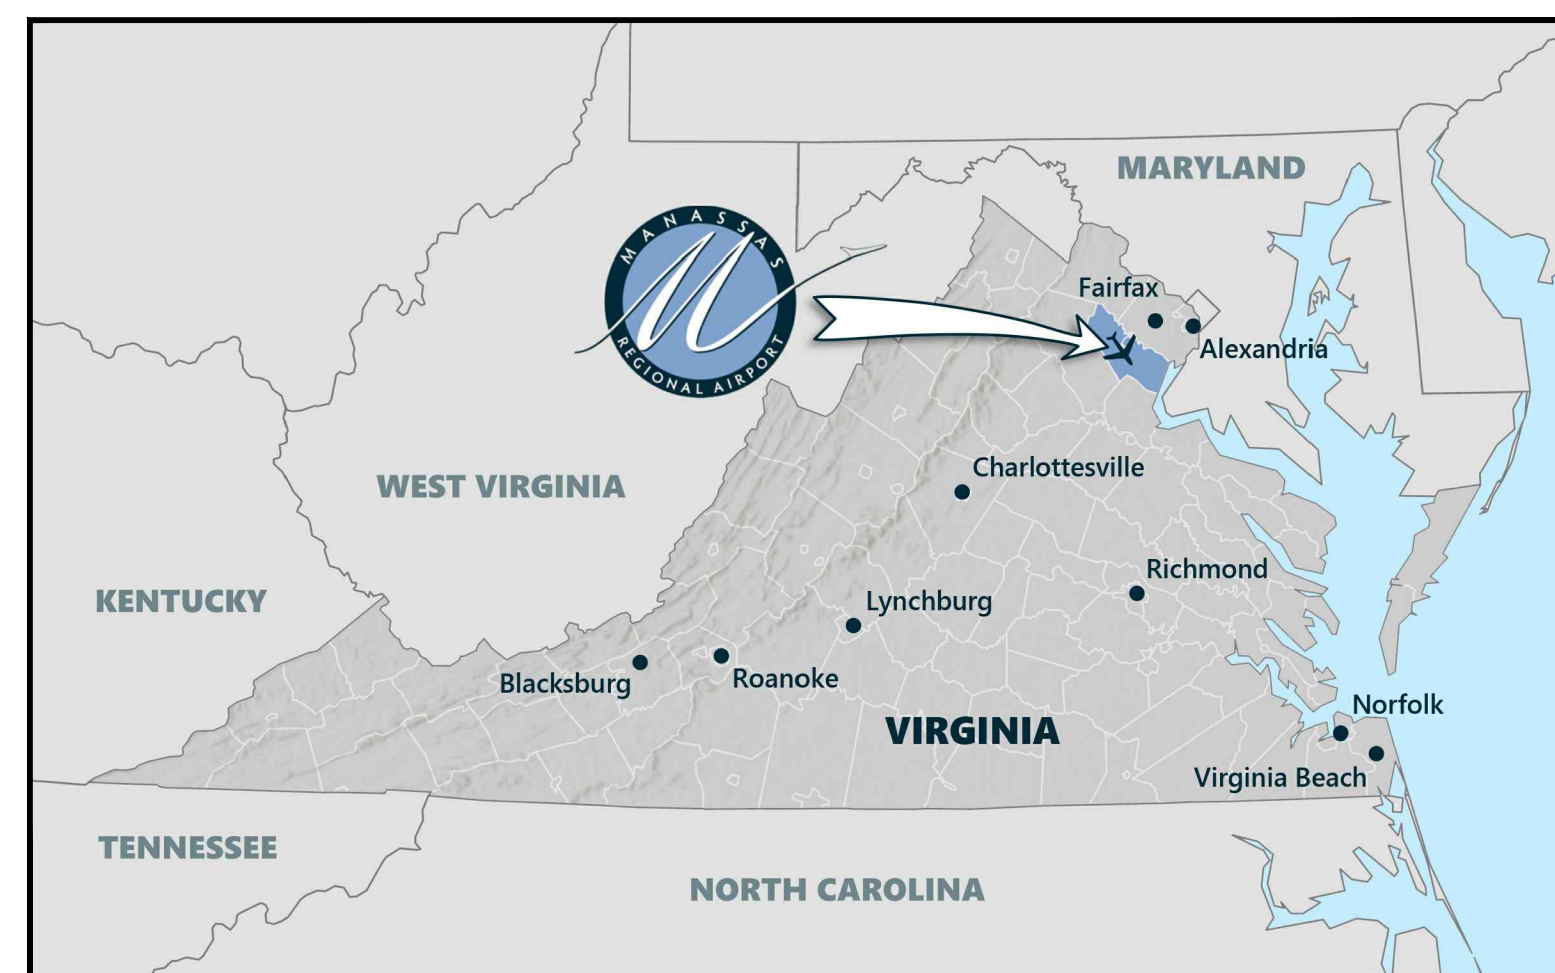 MARYLAND
MANASSAS
REGIONAL AIRPORT
M
Fairfax
Alexandria
Charlottesville
WEST VIRGINIA
Richmond
KENTUCKY
Lynchburg
Blacksburg
Roanoke
Norfolk
VIRGINIA
Virginia Beach
TENNESSEE
NORTH CAROLINA